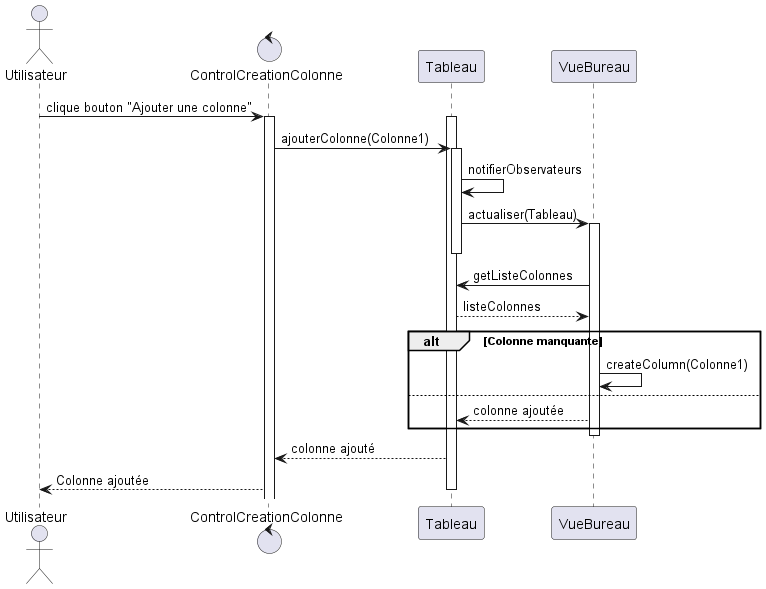 Utilisateur
ControlCreationColonne
Tableau
VueBureau
clique bouton "Ajouter une colonne"
ajouterColonne(Colonne1)
notifierObservateurs
actualiser(Tableau)
getListeColonnes
listeColonnes
alt [Colonne manquante]
createColumn(Colonne1)
colonne ajoutée
colonne ajouté
Colonne ajoutée
Utilisateur
ControlCreationColonne
Tableau
VueBureau